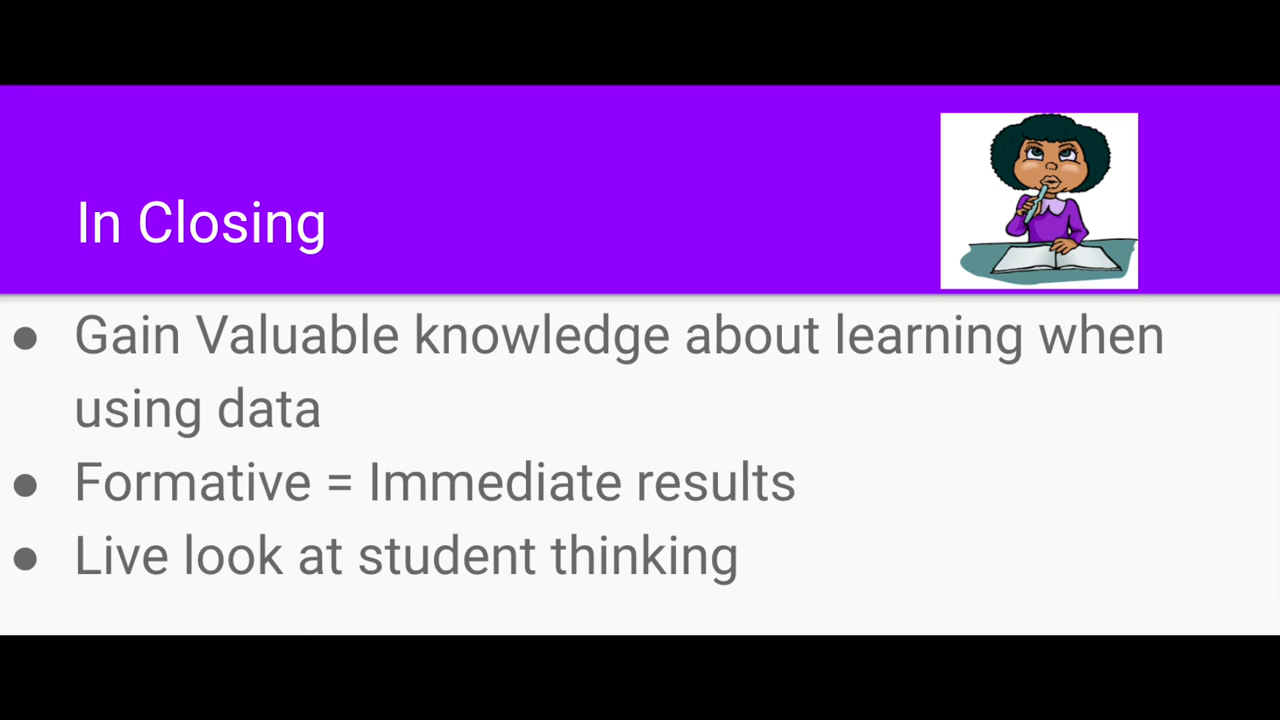 In Closing
● Gain Valuable knowledge about learning when
using data
● Formative = Immediate results
● Live look at student thinking